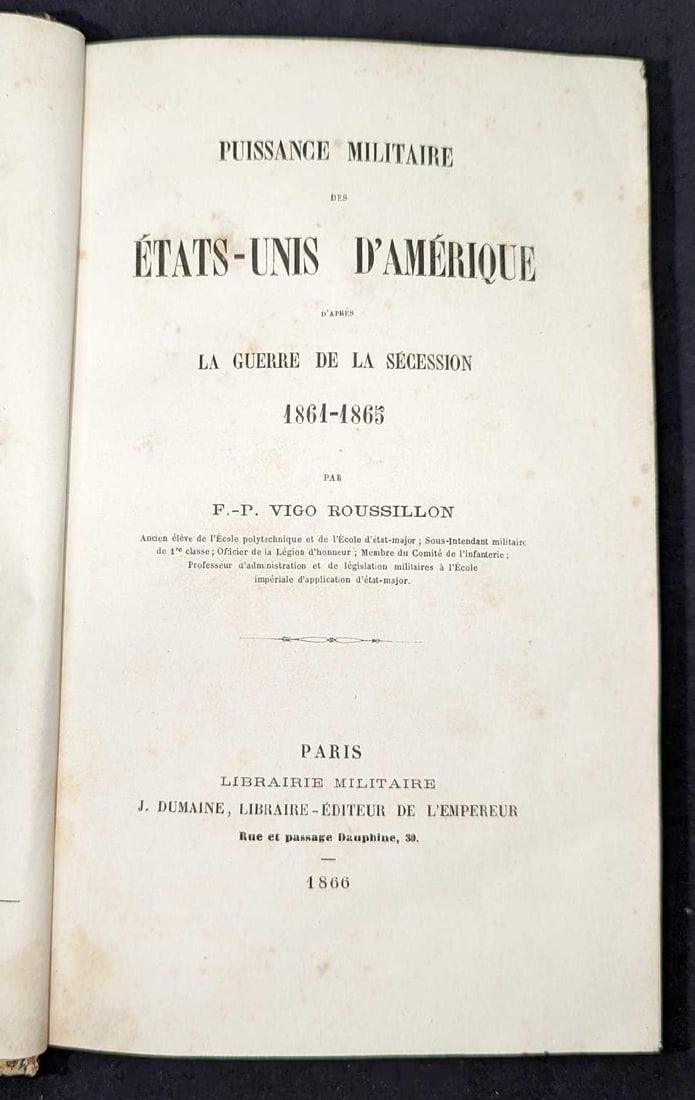 PUISSANCE MILITAIRE
DES
ÉTATS-UNIS D'AMÉRIQUE
D'APRÈS
LA GUERRE DE LA SÉCESSION
1861-1865
PAR
F.-P. VIGO ROUSSILLON
Ancien élève de l'École polytechnique et de l'École d'état-major ; Sous-Intendant militaire
de 1re classe ; Officier de la Légion d'honneur ; Membre du Comité de l'infanterie ;
Professeur d'administration et de législation militaires à l'École
impériale d'application d'état-major.
PARIS
LIBRAIRIE MILITAIRE
J. DUMAINE, LIBRAIRE-ÉDITEUR DE L'EMPEREUR
Rue et passage Dauphine, 30.
1866